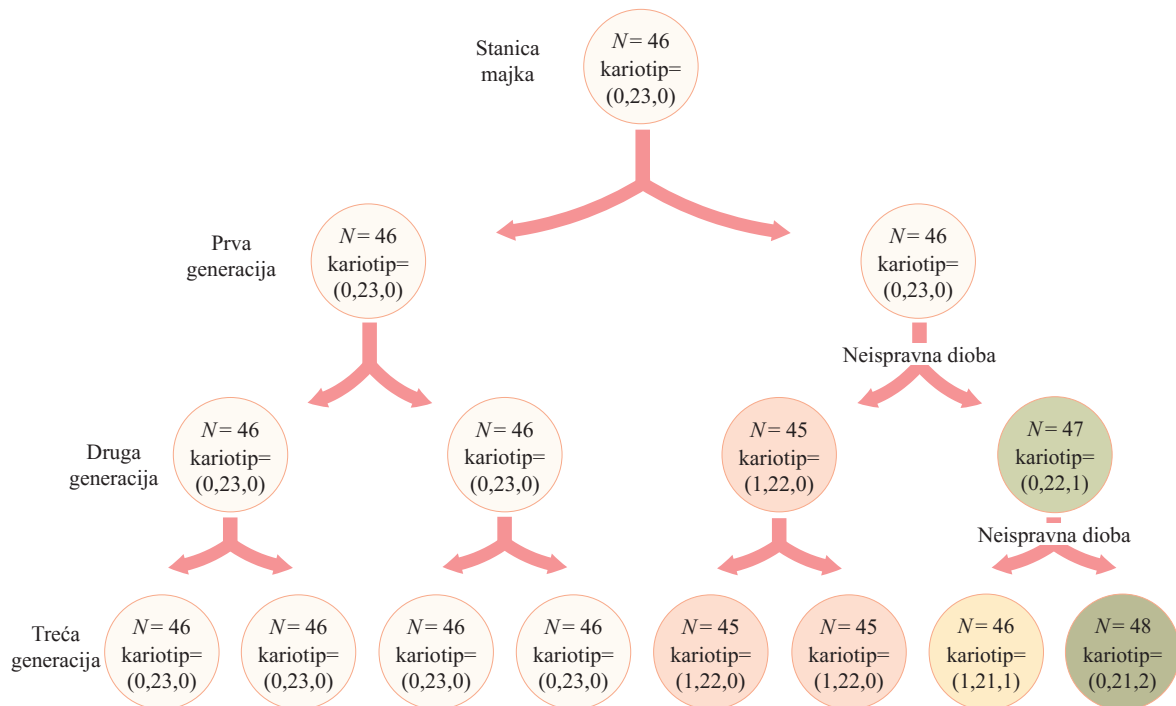 Stanica
majka
N= 46
kariotip=
(0,23,0)
Prva
generacija
N= 46
kariotip=
(0,23,0)
N= 46
kariotip=
(0,23,0)
Neispravna dioba
Druga
generacija
N= 46
kariotip=
(0,23,0)
N= 46
kariotip=
(0,23,0)
N= 45
kariotip=
(1,22,0)
N= 47
kariotip=
(0,22,1)
Neispravna dioba
Treća
generacija
N= 46
kariotip=
(0,23,0)
N= 46
kariotip=
(0,23,0)
N= 46
kariotip=
(0,23,0)
N= 46
kariotip=
(0,23,0)
N= 45
kariotip=
(1,22,0)
N= 45
kariotip=
(1,22,0)
N= 46
kariotip=
(1,21,1)
N= 48
kariotip=
(0,21,2)